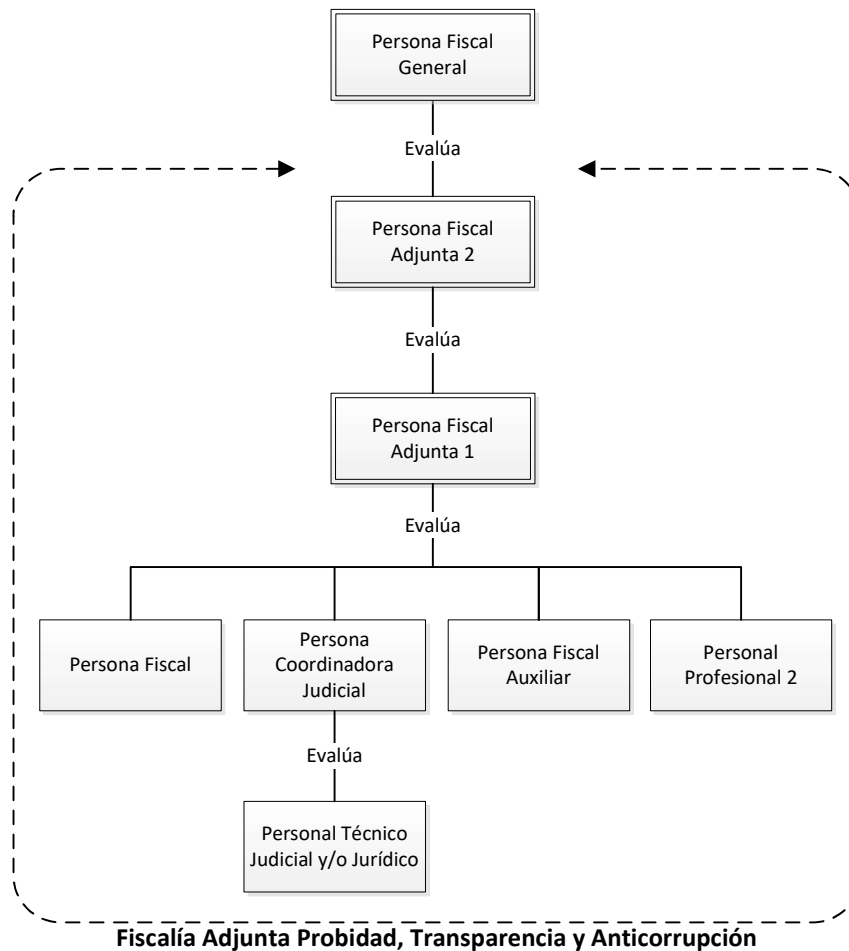 Persona Fiscal
General
Evalúa
Persona Fiscal
Adjunta 2
Evalúa
Persona Fiscal
Adjunta 1
Evalúa
Persona Fiscal
Persona
Coordinadora
Judicial
Persona Fiscal
Auxiliar
Personal
Profesional 2
Evalúa
Personal Técnico
Judicial y/o Jurídico
Fiscalía Adjunta Probidad, Transparencia y Anticorrupción